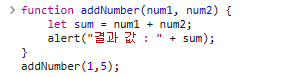 function addNumber(num1, num2) {
    let sum = num1 + num2;
    alert("결과 값 : " + sum);
}
addNumber(1,5);